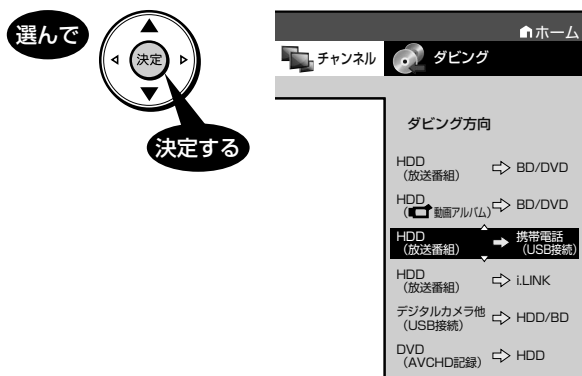 選んで
決定
決定する
ホーム
チャンネル
ダビング
ダビング方向
HDD
(放送番組)
BD/DVD
HDD
(動画アルバム)
BD/DVD
HDD
(放送番組)
携帯電話
(USB接続)
HDD
(放送番組)
i.LINK
デジタルカメラ他
(USB接続)
HDD/BD
DVD
(AVCHD記録)
HDD